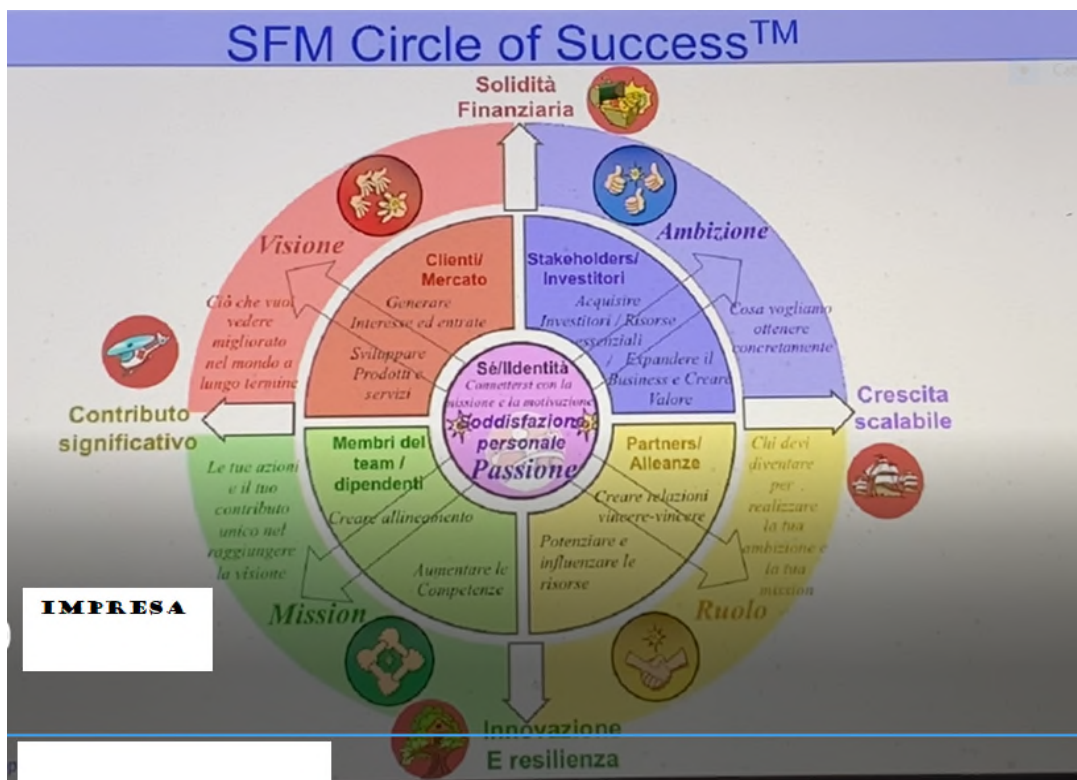 SFM Circle of Success™
Solidità
Finanziaria
Visione
Ambizione
Clienti/
Mercato
Generare
Interesse ed entrate
Sviluppare
Prodotti e
servizi
Stakeholders/
Investitori
Acquisire
Investitori / Risorse
essenziali
/ Expandere il
Business e Creare
Valore
Ciò che vuoi
vedere
migliorato
nel mondo a
lungo termine
Cosa vogliamo
ottenere
concretamente
Sé/IIdentità
Connettersi con la
missione e la motivazione
Soddisfazione
personale
Passione
Contributo
significativo
Crescita
scalabile
Membri del
team /
dipendenti
Creare allineamento
Aumentare le
Competenze
Partners/
Alleanze
Creare relazioni
vincere-vincere
Potenziare e
influenzare le
risorse
Le tue azioni
e il tuo
contributo
unico nel
raggiungere
la visione
Chi devi
diventare
per
realizzare
la tua
ambizione e
la tua
mission
IMPRESA
Mission
Ruolo
Innovazione
E resilienza